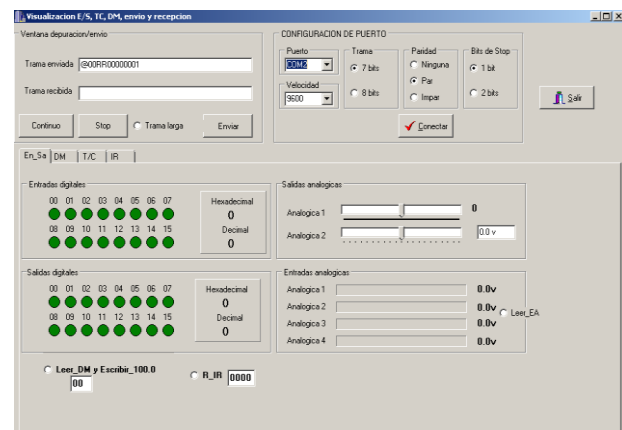 Visualizacion E/S, TC, DM, envio y recepcion
Ventana depuracion/envio
Trama enviada @00RR00000001
Trama recibida
Continuo Stop Trama larga Enviar
CONFIGURACION DE PUERTO
Puerto
COM2
Velocidad
9600
Trama
7 bits
8 bits
Paridad
Ninguna
Par
Impar
Bits de Stop
1 bit
2 bits
Conectar
Salir
En_Sa DM T/C IR
Entradas digitales
00 01 02 03 04 05 06 07
08 09 10 11 12 13 14 15
Hexadecimal
0
Decimal
0
Salidas analogicas
Analogica 1 0
Analogica 2 0.0 v
Salidas digitales
00 01 02 03 04 05 06 07
08 09 10 11 12 13 14 15
Hexadecimal
0
Decimal
0
Entradas analogicas
Analogica 1 0.0v
Analogica 2 0.0v
Analogica 3 0.0v
Analogica 4 0.0v
Leer_EA
Leer_DM y Escribir_100.0
00
R_IR 0000